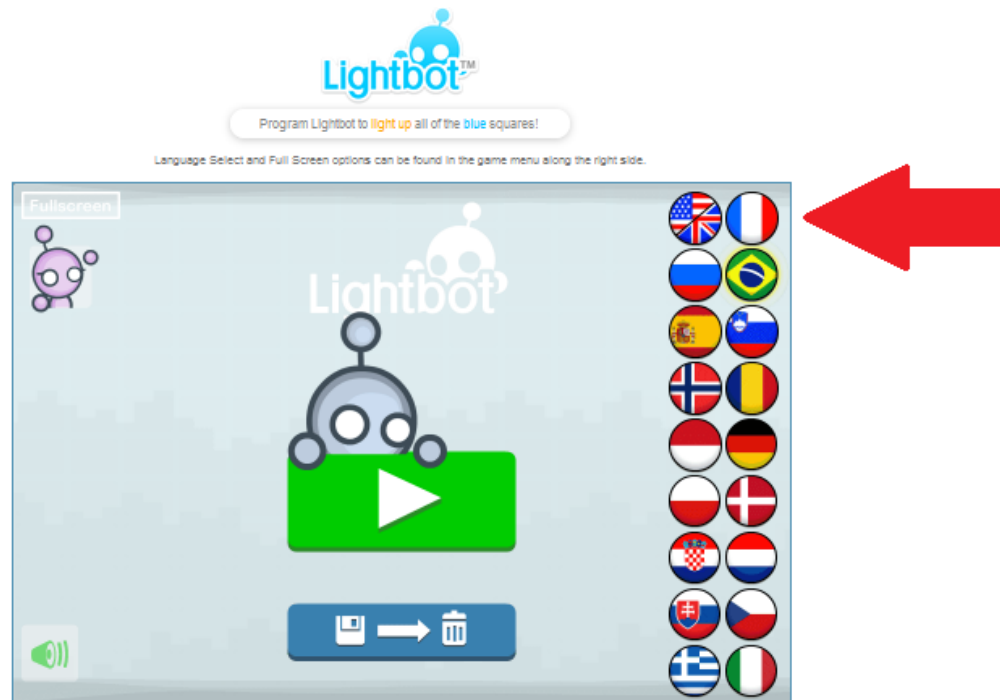 Lightbot™
Program Lightbot to light up all of the blue squares!
Language Select and Full Screen options can be found in the game menu along the right side.
Fullscreen
Lightbot